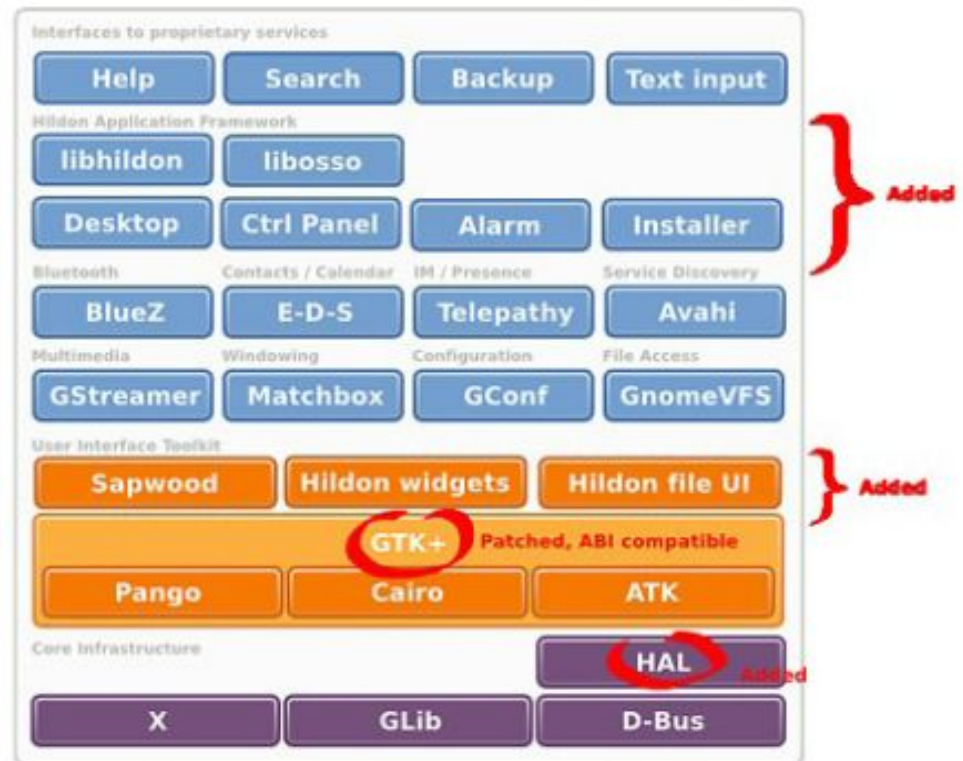 Interfaces to proprietary services
Help Search Backup Text input
Hildon Application Framework
libhildon libosso
Added
Desktop Ctrl Panel Alarm Installer
Bluetooth Contacts / Calendar IM / Presence Service Discovery
BlueZ E-D-S Telepathy Avahi
Multimedia Windowing Configuration File Access
GStreamer Matchbox GConf GnomeVFS
User Interface Toolkit
Sapwood Hildon widgets Hildon file UI
Added
GTK+ Patched, ABI compatible
Pango Cairo ATK
Core Infrastructure
HAL Added
X GLib D-Bus